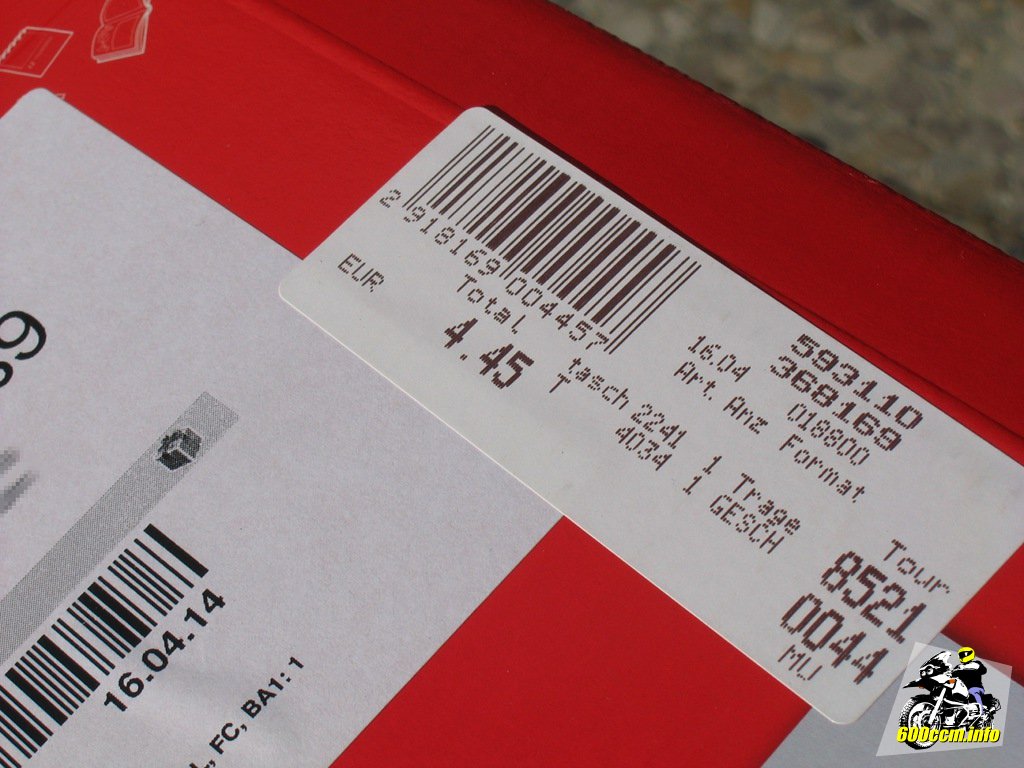 593110
368169
16.04 018800
Art. Anz Format
1 Trage
tasch 2241
T 4034 1 GESCH
Tour
8521
0044
MU
2 918169 004457
Total
EUR 4.45
39
16.04.14
, FC, BA1: 1
600ccm.info